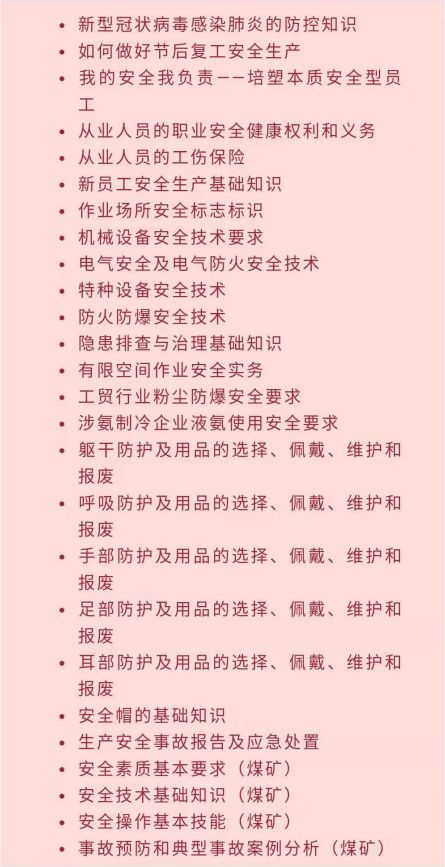 • 新型冠状病毒感染肺炎的防控知识
• 如何做好节后复工安全生产
• 我的安全我负责——培塑本质安全型员
工
• 从业人员的职业安全健康权利和义务
• 从业人员的工伤保险
• 新员工安全生产基础知识
• 作业场所安全标志标识
• 机械设备安全技术要求
• 电气安全及电气防火安全技术
• 特种设备安全技术
• 防火防爆安全技术
• 隐患排查与治理基础知识
• 有限空间作业安全实务
• 工贸行业粉尘防爆安全要求
• 涉氨制冷企业液氨使用安全要求
• 躯干防护及用品的选择、佩戴、维护和
报废
• 呼吸防护及用品的选择、佩戴、维护和
报废
• 手部防护及用品的选择、佩戴、维护和
报废
• 足部防护及用品的选择、佩戴、维护和
报废
• 耳部防护及用品的选择、佩戴、维护和
报废
• 安全帽的基础知识
• 生产安全事故报告及应急处置
• 安全素质基本要求（煤矿）
• 安全技术基础知识（煤矿）
• 安全操作基本技能（煤矿）
• 事故预防和典型事故案例分析（煤矿）